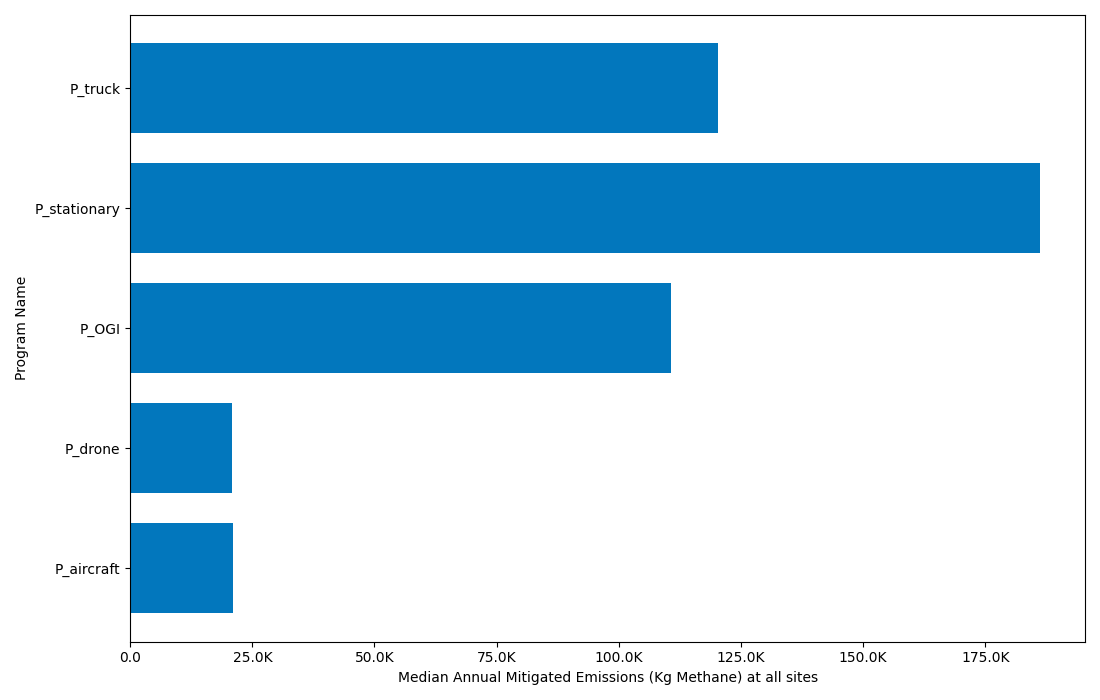 P_truck
P_stationary
P_OGI
P_drone
P_aircraft
Program Name
0.0 25.0K 50.0K 75.0K 100.0K 125.0K 150.0K 175.0K
Median Annual Mitigated Emissions (Kg Methane) at all sites